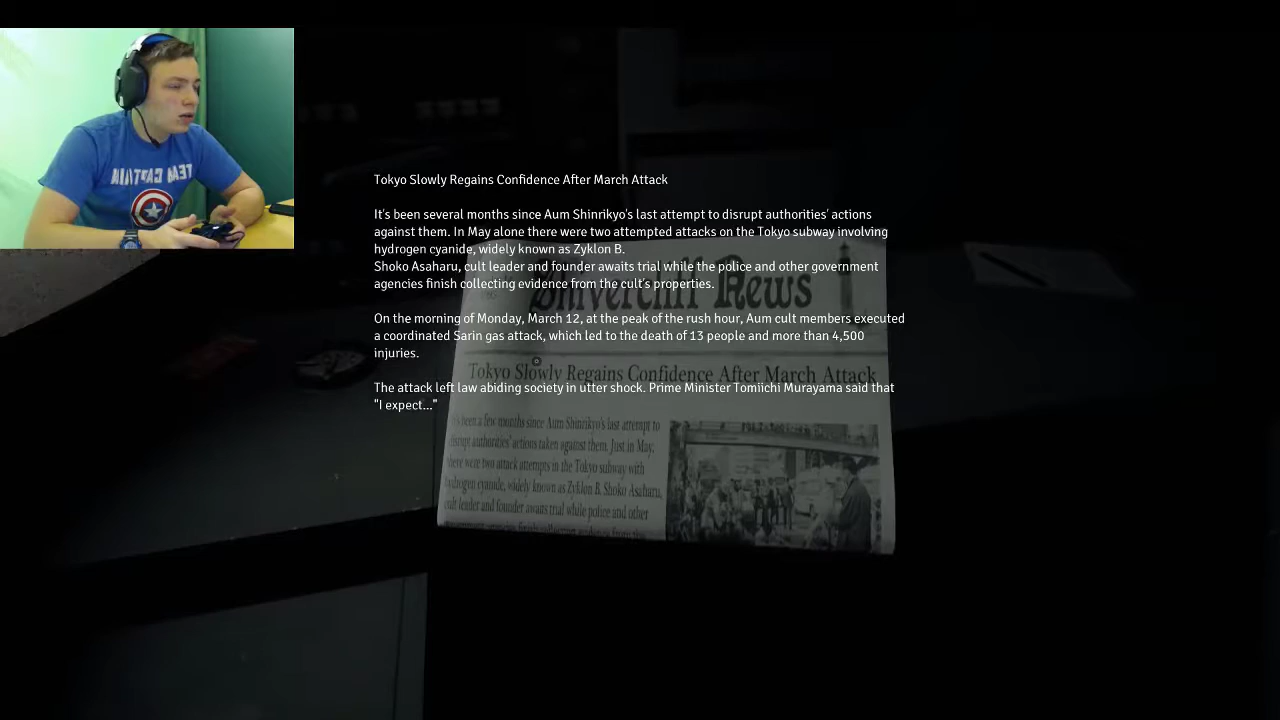 TEAM CAPTAIN
Tokyo Slowly Regains Confidence After March Attack
It's been several months since Aum Shinrikyo's last attempt to disrupt authorities' actions
against them. In May alone there were two attempted attacks on the Tokyo subway involving
hydrogen cyanide, widely known as Zyklon B.
Shoko Asaharu, cult leader and founder awaits trial while the police and other government
agencies finish collecting evidence from the cult's properties.
On the morning of Monday, March 12, at the peak of the rush hour, Aum cult members executed
a coordinated Sarin gas attack, which led to the death of 13 people and more than 4,500
injuries.
The attack left law abiding society in utter shock. Prime Minister Tomiichi Murayama said that
"I expect..."
Shivercliff News
Tokyo Slowly Regains Confidence After March Attack
It's been a few months since Aum Shinrikyo's last attempt to
disrupt authorities' actions taken against them. Just in May,
there were two attack attempts in the Tokyo subway with
hydrogen cyanide, widely known as Zyklon B. Shoko Asaharu,
cult leader and founder awaits trial while police and other